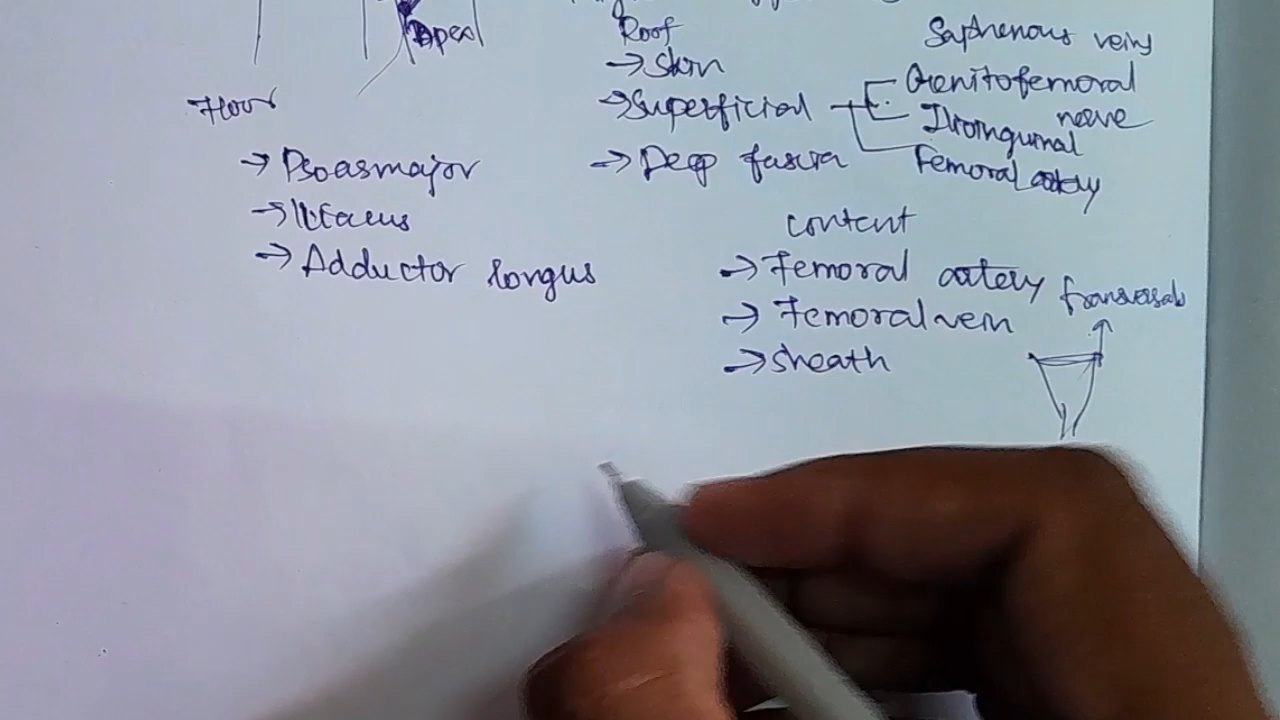 Apex
Roof
→ Skin
→ Superficial
→ Deep fascia
Saphenous veins
Genitofemoral
nerve
Ilioinguinal
Femoral artery
Floor
→ Psoasmajor
→ Iliacus
→ Adductor longus
content
→ Femoral artery
→ Femoral vein
→ Sheath